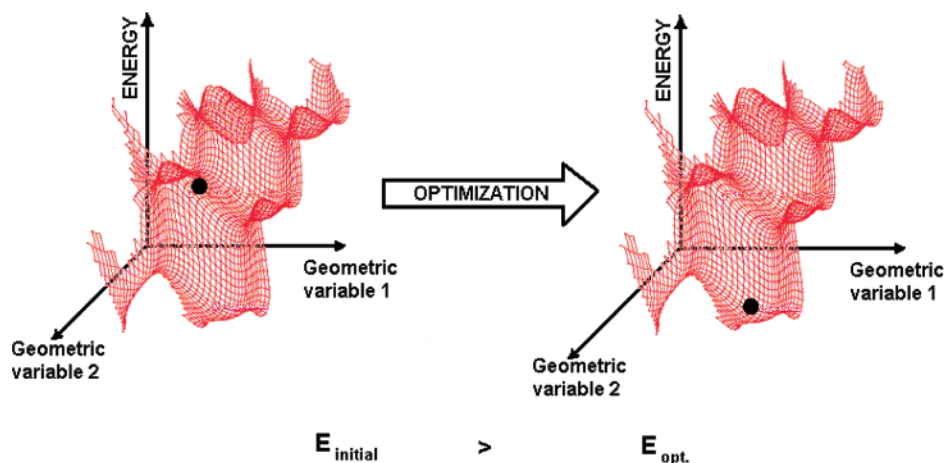 ENERGY
Geometric
variable 1
Geometric
variable 2
OPTIMIZATION
ENERGY
Geometric
variable 1
Geometric
variable 2
E initial > E opt.